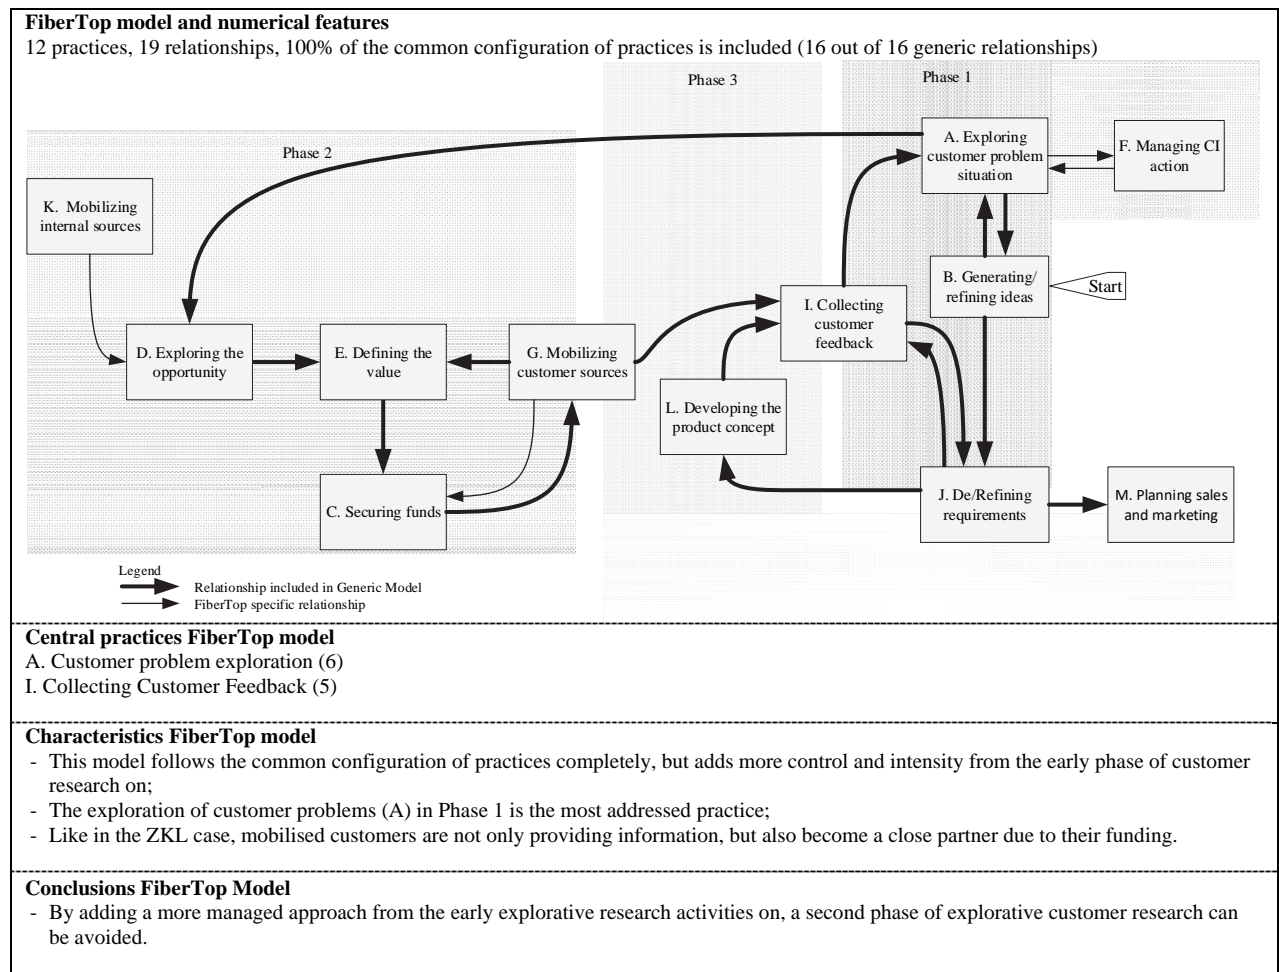 FiberTop model and numerical features
12 practices, 19 relationships, 100% of the common configuration of practices is included (16 out of 16 generic relationships)
Phase 3
Phase 1
Phase 2
A. Exploring
customer problem
situation
F. Managing CI
action
K. Mobilizing
internal sources
B. Generating/
refining ideas
Start
I. Collecting
customer
feedback
D. Exploring the
opportunity
E. Defining the
value
G. Mobilizing
customer sources
L. Developing the
product concept
C. Securing funds
J. De/Refining
requirements
M. Planning sales
and marketing
Legend
Relationship included in Generic Model
FiberTop specific relationship
Central practices FiberTop model
A. Customer problem exploration (6)
I. Collecting Customer Feedback (5)
Characteristics FiberTop model
- This model follows the common configuration of practices completely, but adds more control and intensity from the early phase of customer
research on;
- The exploration of customer problems (A) in Phase 1 is the most addressed practice;
- Like in the ZKL case, mobilised customers are not only providing information, but also become a close partner due to their funding.
Conclusions FiberTop Model
- By adding a more managed approach from the early explorative research activities on, a second phase of explorative customer research can
be avoided.